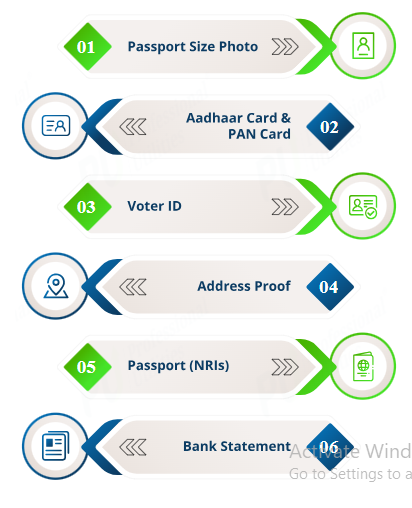 01 Passport Size Photo
Aadhaar Card &
PAN Card
02
03 Voter ID
Address Proof 04
05 Passport (NRIs)
Bank Statement 06
Activate Wind
Go to Settings to a